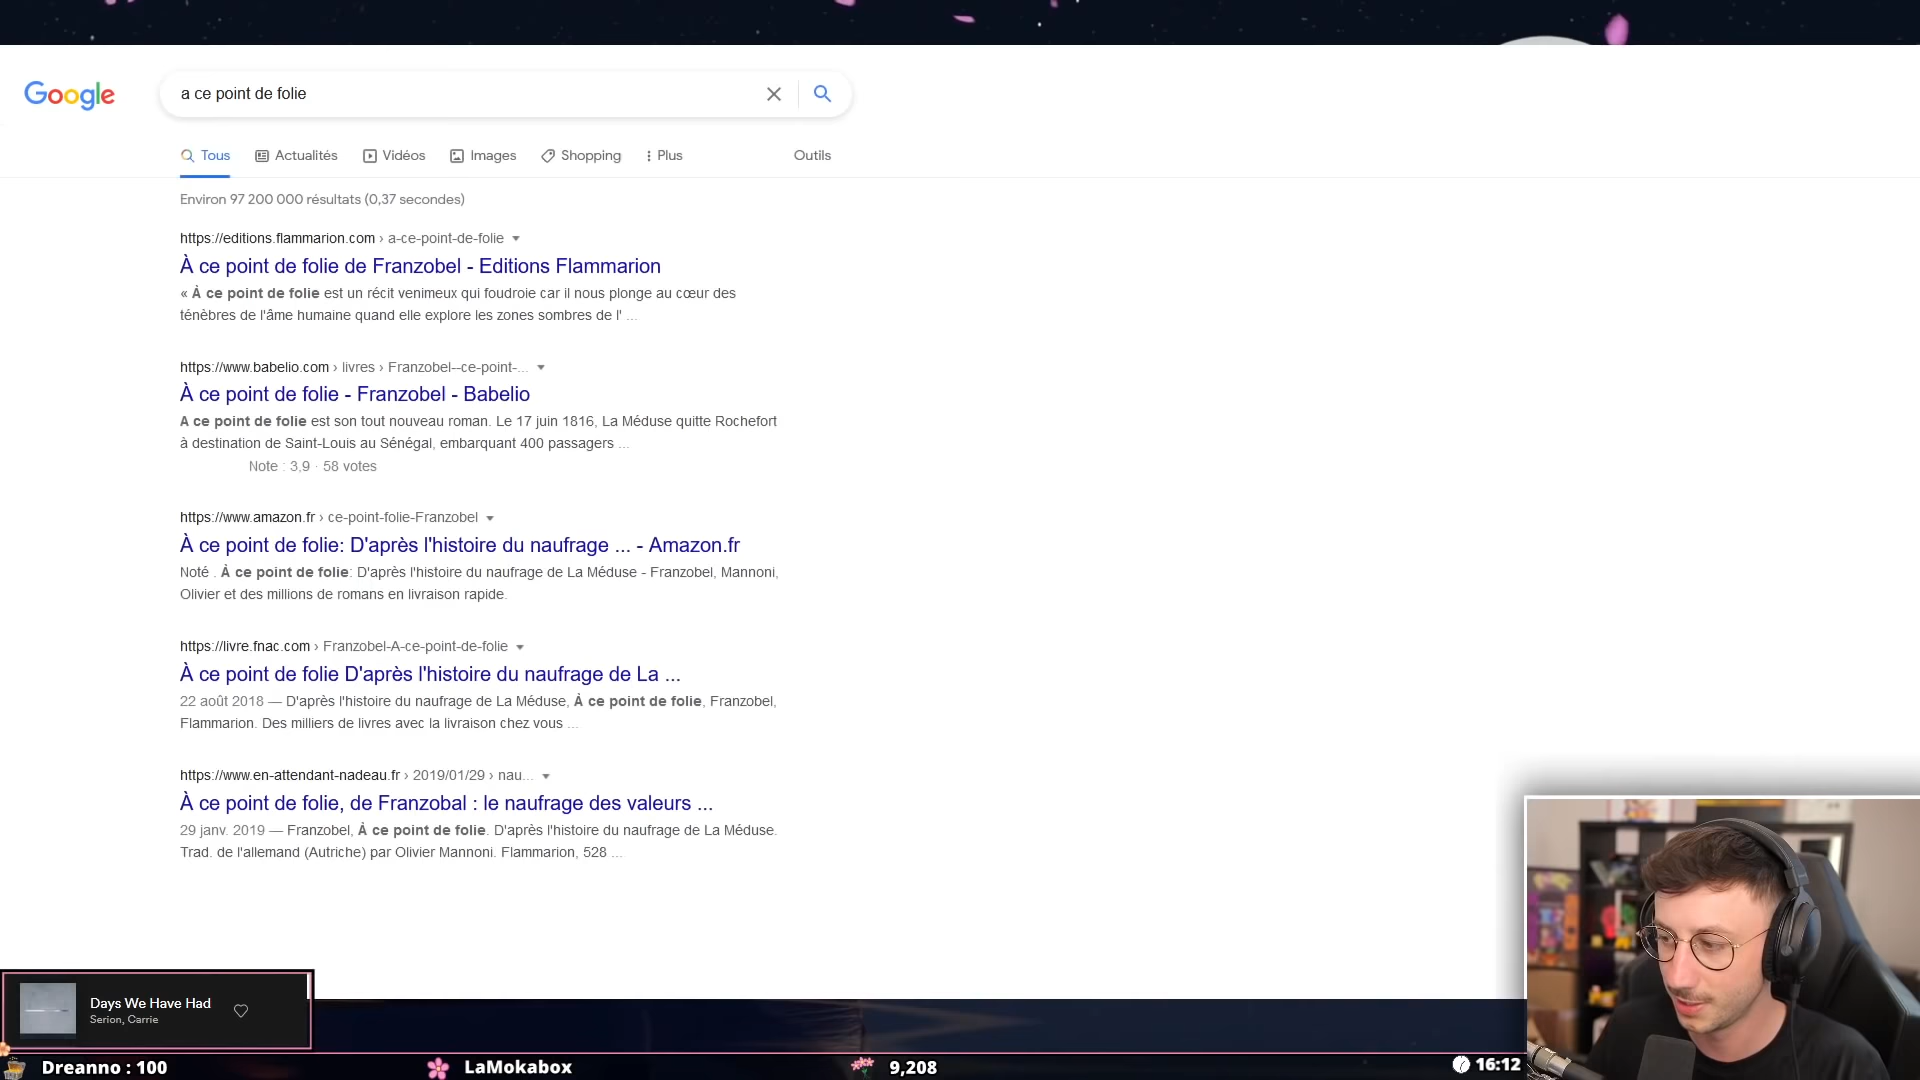 Google
a ce point de folie
Tous Actualités Vidéos Images Shopping Plus Outils
Environ 97 200 000 résultats (0,37 secondes)
https://editions.flammarion.com › a-ce-point-de-folie
À ce point de folie de Franzobel - Editions Flammarion
« À ce point de folie est un récit venimeux qui foudroie car il nous plonge au cœur des
ténèbres de l'âme humaine quand elle explore les zones sombres de l' ...
https://www.babelio.com › livres › Franzobel--ce-point-...
À ce point de folie - Franzobel - Babelio
A ce point de folie est son tout nouveau roman. Le 17 juin 1816, La Méduse quitte Rochefort
à destination de Saint-Louis au Sénégal, embarquant 400 passagers ...
Note : 3,9 · 58 votes
https://www.amazon.fr › ce-point-folie-Franzobel
À ce point de folie: D'après l'histoire du naufrage ... - Amazon.fr
Noté . À ce point de folie: D'après l'histoire du naufrage de La Méduse - Franzobel, Mannoni,
Olivier et des millions de romans en livraison rapide.
https://livre.fnac.com › Franzobel-A-ce-point-de-folie
À ce point de folie D'après l'histoire du naufrage de La ...
22 août 2018 — D'après l'histoire du naufrage de La Méduse, À ce point de folie, Franzobel,
Flammarion. Des milliers de livres avec la livraison chez vous ...
https://www.en-attendant-nadeau.fr › 2019/01/29 › nau...
À ce point de folie, de Franzobal : le naufrage des valeurs ...
29 janv. 2019 — Franzobel, À ce point de folie. D'après l'histoire du naufrage de La Méduse.
Trad. de l'allemand (Autriche) par Olivier Mannoni. Flammarion, 528 ...
Days We Have Had
Serion, Carrie
Dreanno : 100 LaMokabox 9,208 16:12